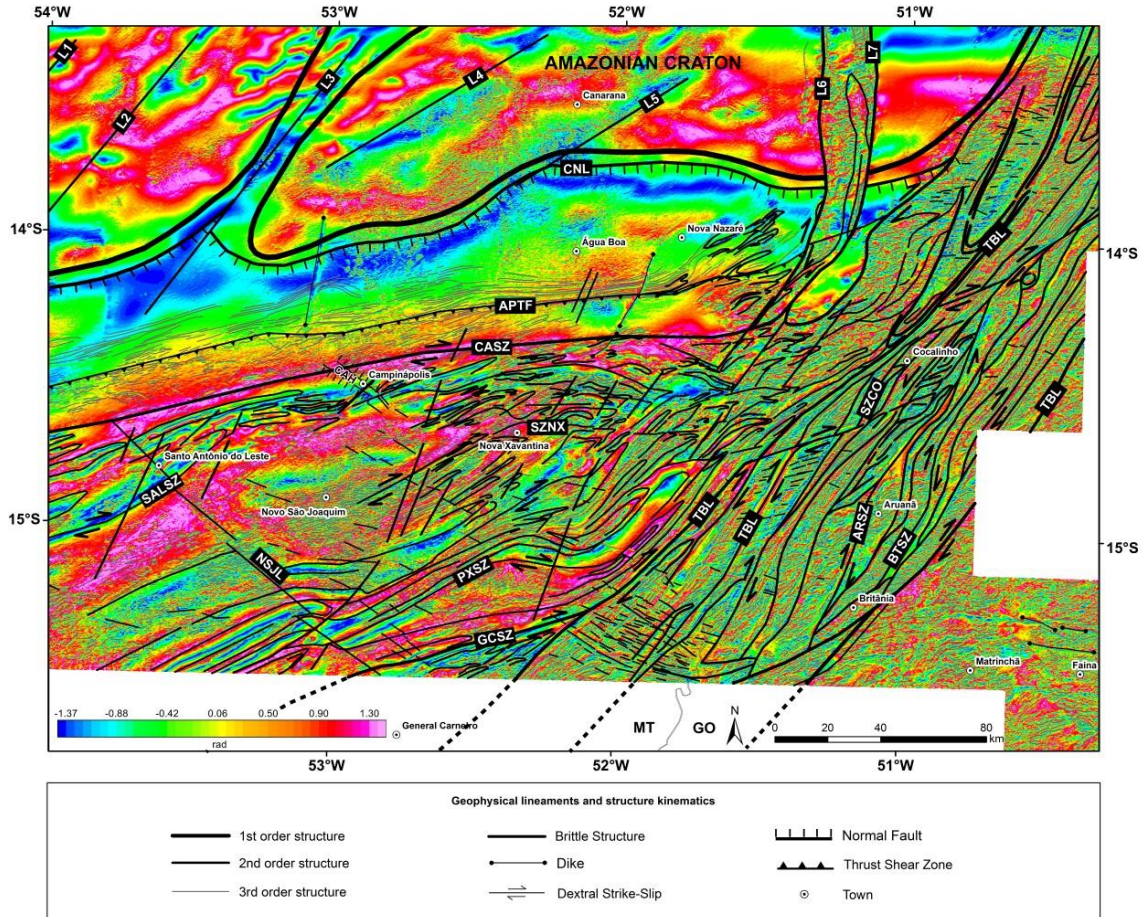 54°W
53°W
52°W
51°W
L1
L2
L3
L4
L5
L6
L7
AMAZONIAN CRATON
Canarana
CNL
14°S
14°S
Nova Nazaré
Água Boa
TBL
APTF
CASZ
CAH
Campinápolis
Cocalinho
SZCO
TBL
SZNX
Nova Xavantina
Santo Antônio do Leste
SALSZ
Novo São Joaquim
15°S
15°S
TBL
TBL
ARSZ
Aruanã
BTSZ
NSJL
PXSZ
GCSZ
Britânia
Matrinchã
Faina
-1.37 -0.88 -0.42 0.06 0.50 0.90 1.30
rad
General Carneiro
MT GO
N
0 20 40 60 80
km
53°W
52°W
51°W
Geophysical lineaments and structure kinematics
1st order structure
2nd order structure
3rd order structure
Brittle Structure
Dike
Dextral Strike-Slip
Normal Fault
Thrust Shear Zone
Town